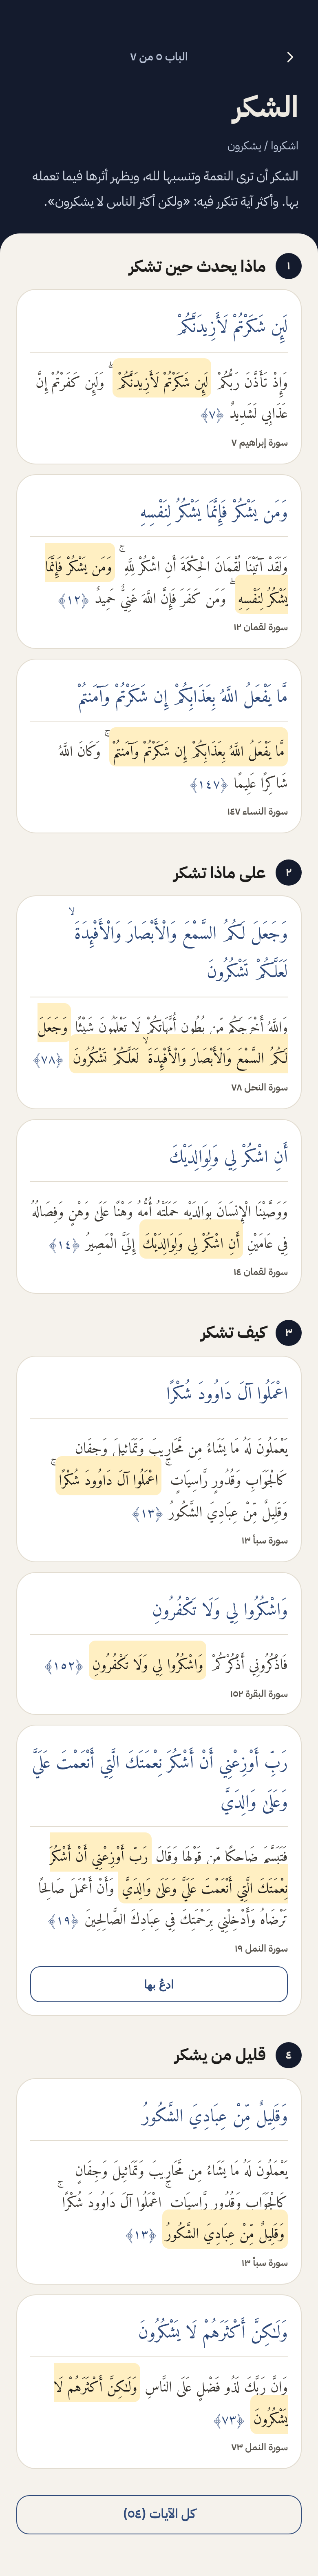 الباب ٥ من ٧
الشكر
اشكروا / يشكرون
الشكر أن ترى النعمة وتنسبها لله، ويظهر أثرها فيما تعمله
بها. وأكثر آية تتكرر فيه: «ولكن أكثر الناس لا يشكرون».
١ ماذا يحدث حين تشكر
لَئِن شَكَرْتُمْ لَأَزِيدَنَّكُمْ
وَإِذْ تَأَذَّنَ رَبُّكُمْ لَئِن شَكَرْتُمْ لَأَزِيدَنَّكُمْ ۖ وَلَئِن كَفَرْتُمْ إِنَّ
عَذَابِي لَشَدِيدٌ ﴿٧﴾
سورة إبراهيم ٧
وَمَن يَشْكُرْ فَإِنَّمَا يَشْكُرُ لِنَفْسِهِ
وَلَقَدْ آتَيْنَا لُقْمَانَ الْحِكْمَةَ أَنِ اشْكُرْ لِلَّهِ ۚ وَمَن يَشْكُرْ فَإِنَّمَا
يَشْكُرُ لِنَفْسِهِ ۖ وَمَن كَفَرَ فَإِنَّ اللَّهَ غَنِيٌّ حَمِيدٌ ﴿١٢﴾
سورة لقمان ١٢
مَّا يَفْعَلُ اللَّهُ بِعَذَابِكُمْ إِن شَكَرْتُمْ وَآمَنتُمْ
مَّا يَفْعَلُ اللَّهُ بِعَذَابِكُمْ إِن شَكَرْتُمْ وَآمَنتُمْ ۚ وَكَانَ اللَّهُ
شَاكِرًا عَلِيمًا ﴿١٤٧﴾
سورة النساء ١٤٧
٢ على ماذا تشكر
وَجَعَلَ لَكُمُ السَّمْعَ وَالْأَبْصَارَ وَالْأَفْئِدَةَ ۙ
لَعَلَّكُمْ تَشْكُرُونَ
وَاللَّهُ أَخْرَجَكُم مِّن بُطُونِ أُمَّهَاتِكُمْ لَا تَعْلَمُونَ شَيْئًا وَجَعَلَ
لَكُمُ السَّمْعَ وَالْأَبْصَارَ وَالْأَفْئِدَةَ ۙ لَعَلَّكُمْ تَشْكُرُونَ ﴿٧٨﴾
سورة النحل ٧٨
أَنِ اشْكُرْ لِي وَلِوَالِدَيْكَ
وَوَصَّيْنَا الْإِنسَانَ بِوَالِدَيْهِ حَمَلَتْهُ أُمُّهُ وَهْنًا عَلَىٰ وَهْنٍ وَفِصَالُهُ
فِي عَامَيْنِ أَنِ اشْكُرْ لِي وَلِوَالِدَيْكَ إِلَيَّ الْمَصِيرُ ﴿١٤﴾
سورة لقمان ١٤
٣ كيف تشكر
اعْمَلُوا آلَ دَاوُودَ شُكْرًا
يَعْمَلُونَ لَهُ مَا يَشَاءُ مِن مَّحَارِيبَ وَتَمَاثِيلَ وَجِفَانٍ
كَالْجَوَابِ وَقُدُورٍ رَّاسِيَاتٍ ۚ اعْمَلُوا آلَ دَاوُودَ شُكْرًا ۚ
وَقَلِيلٌ مِّنْ عِبَادِيَ الشَّكُورُ ﴿١٣﴾
سورة سبأ ١٣
وَاشْكُرُوا لِي وَلَا تَكْفُرُونِ
فَاذْكُرُونِي أَذْكُرْكُمْ وَاشْكُرُوا لِي وَلَا تَكْفُرُونِ ﴿١٥٢﴾
سورة البقرة ١٥٢
رَبِّ أَوْزِعْنِي أَنْ أَشْكُرَ نِعْمَتَكَ الَّتِي أَنْعَمْتَ عَلَيَّ
وَعَلَىٰ وَالِدَيَّ
فَتَبَسَّمَ ضَاحِكًا مِّن قَوْلِهَا وَقَالَ رَبِّ أَوْزِعْنِي أَنْ أَشْكُرَ
نِعْمَتَكَ الَّتِي أَنْعَمْتَ عَلَيَّ وَعَلَىٰ وَالِدَيَّ وَأَنْ أَعْمَلَ صَالِحًا
تَرْضَاهُ وَأَدْخِلْنِي بِرَحْمَتِكَ فِي عِبَادِكَ الصَّالِحِينَ ﴿١٩﴾
سورة النمل ١٩
ادعُ بها
٤ قليل من يشكر
وَقَلِيلٌ مِّنْ عِبَادِيَ الشَّكُورُ
يَعْمَلُونَ لَهُ مَا يَشَاءُ مِن مَّحَارِيبَ وَتَمَاثِيلَ وَجِفَانٍ
كَالْجَوَابِ وَقُدُورٍ رَّاسِيَاتٍ ۚ اعْمَلُوا آلَ دَاوُودَ شُكْرًا ۚ
وَقَلِيلٌ مِّنْ عِبَادِيَ الشَّكُورُ ﴿١٣﴾
سورة سبأ ١٣
وَلَٰكِنَّ أَكْثَرَهُمْ لَا يَشْكُرُونَ
وَإِنَّ رَبَّكَ لَذُو فَضْلٍ عَلَى النَّاسِ وَلَٰكِنَّ أَكْثَرَهُمْ لَا
يَشْكُرُونَ ﴿٧٣﴾
سورة النمل ٧٣
كل الآيات (٥٤)